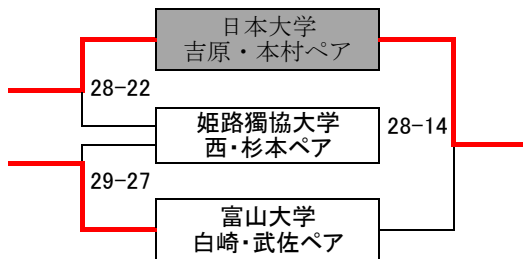 日本大学
吉原・本村ペア
28-22
姫路獨協大学
西・杉本ペア
28-14
29-27
富山大学
白崎・武佐ペア